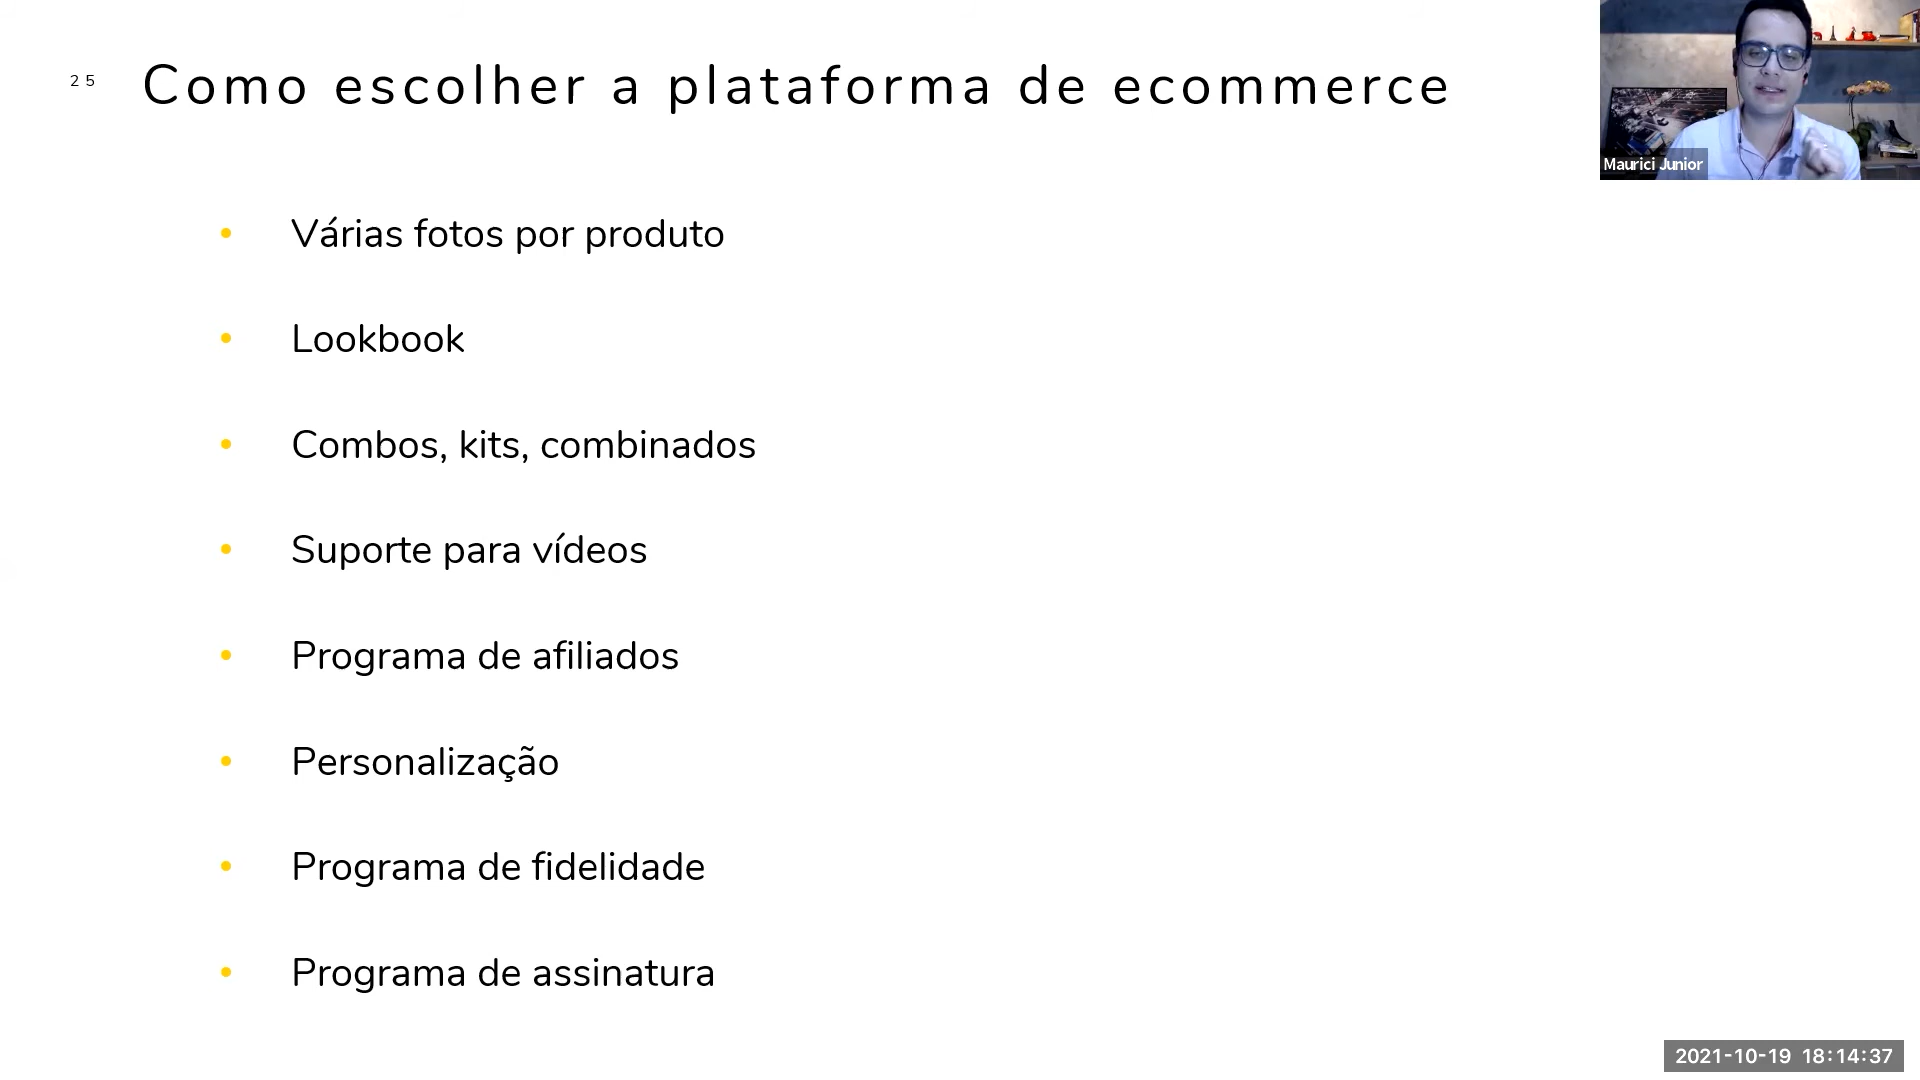 25
Como escolher a plataforma de ecommerce
Maurici Junior
• Várias fotos por produto
• Lookbook
• Combos, kits, combinados
• Suporte para vídeos
• Programa de afiliados
• Personalização
• Programa de fidelidade
• Programa de assinatura
2021-10-19 18:14:37